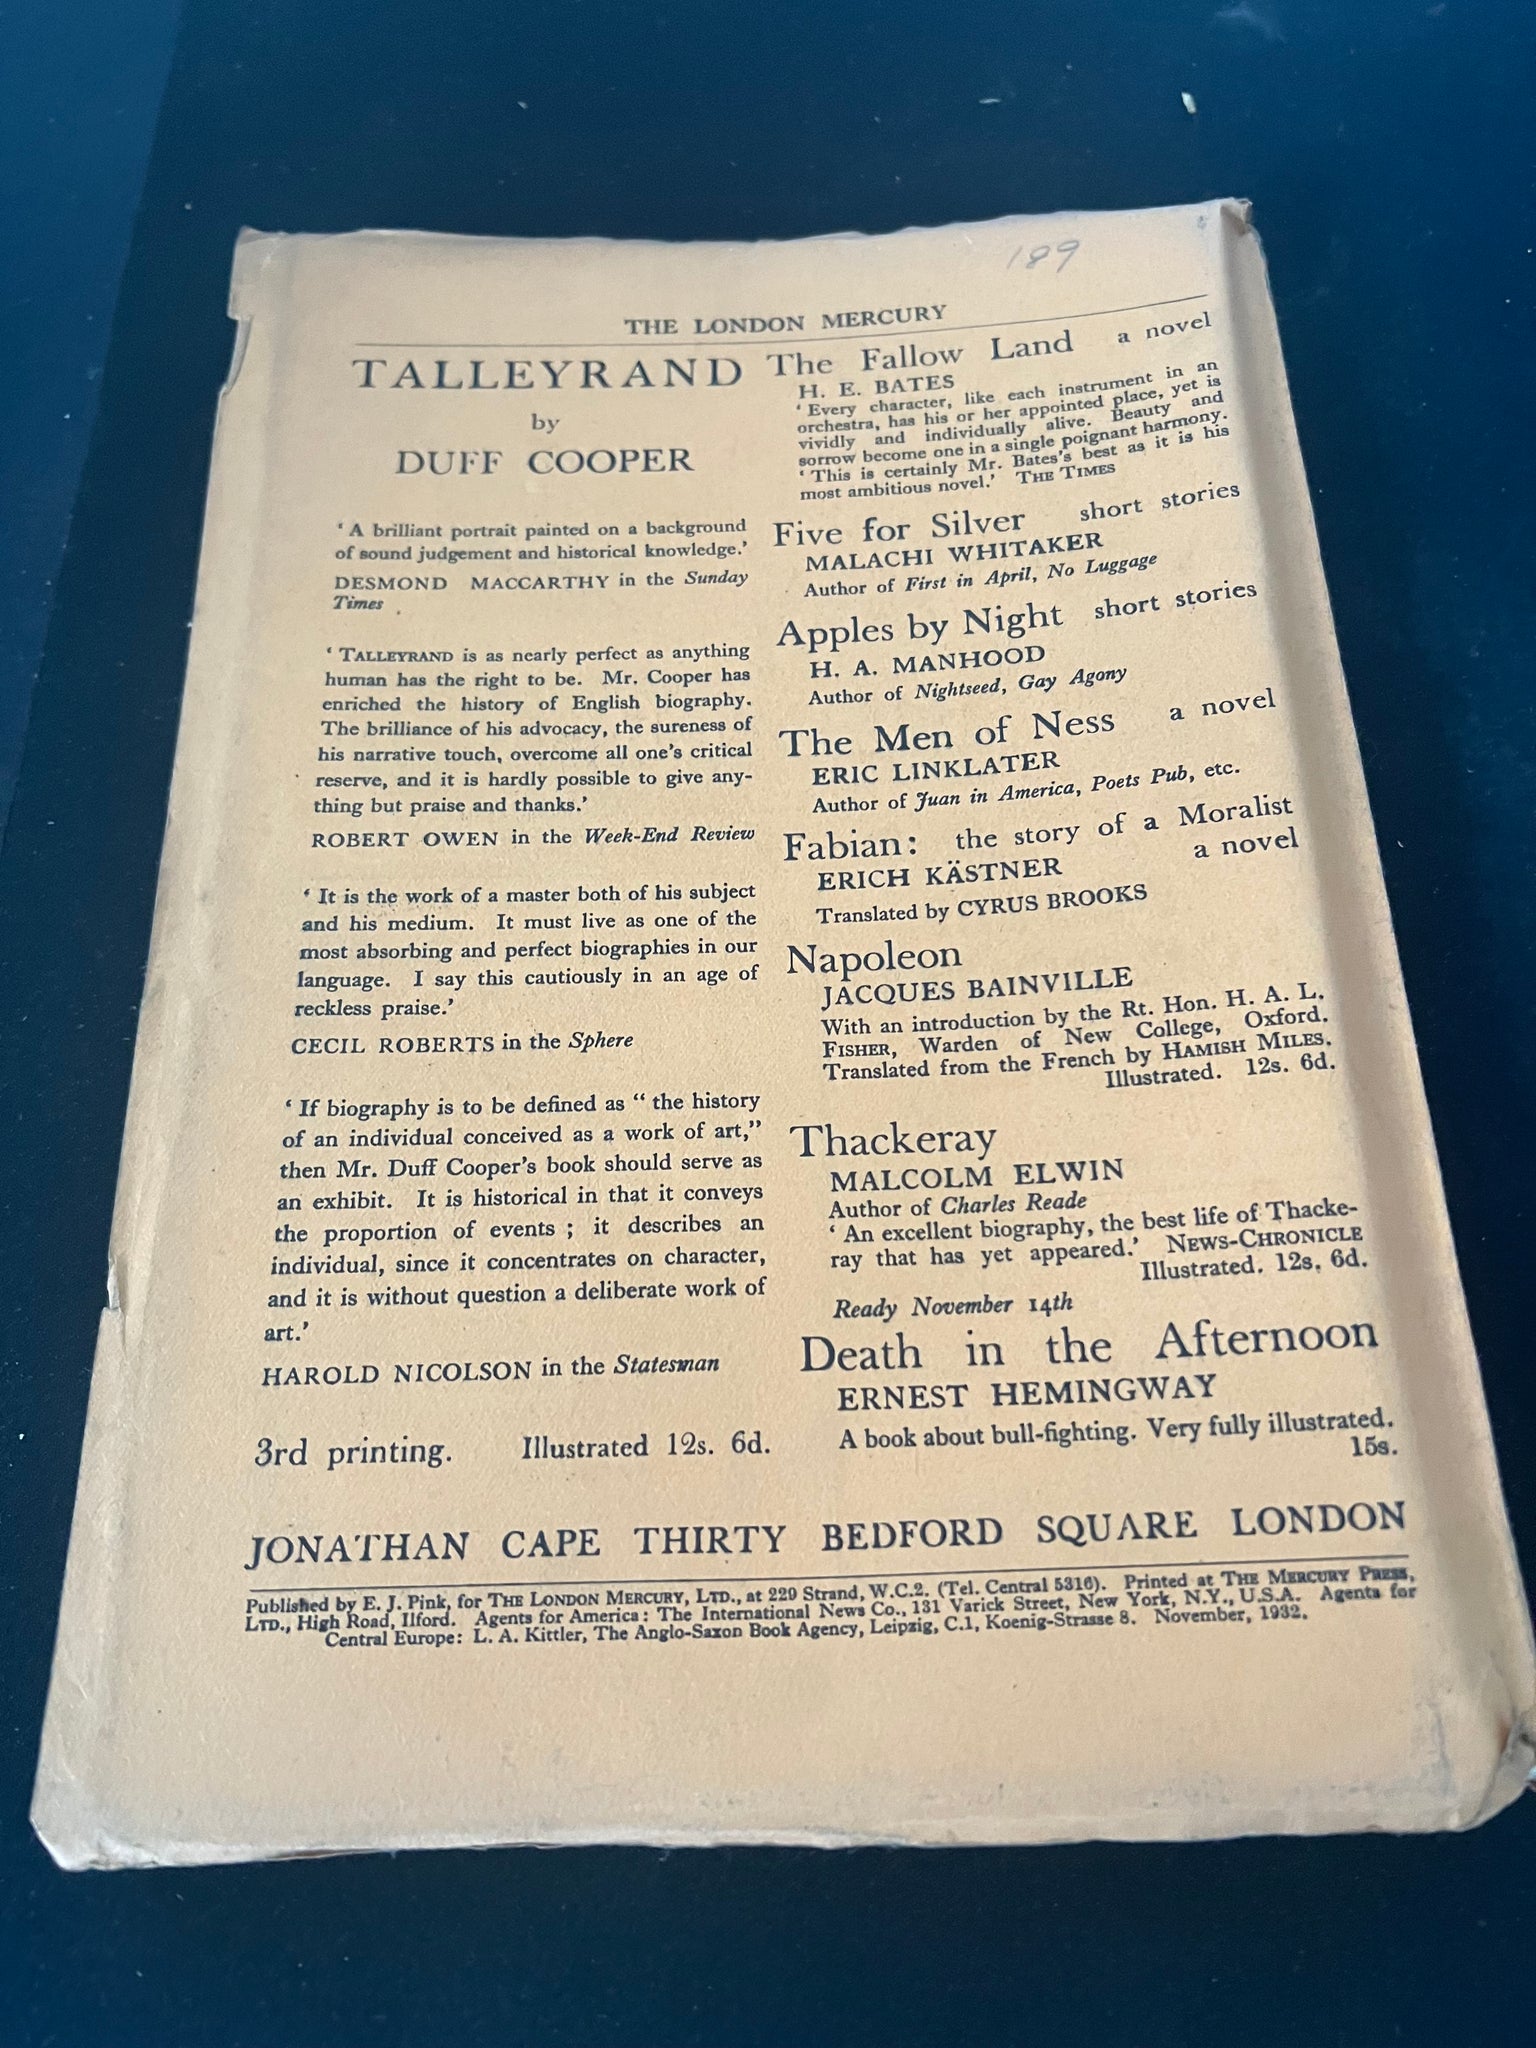 189
THE LONDON MERCURY
TALLEYRAND
by
DUFF COOPER
‘ A brilliant portrait painted on a background
of sound judgement and historical knowledge.’
DESMOND MACCARTHY in the Sunday
Times
‘ TALLEYRAND is as nearly perfect as anything
human has the right to be. Mr. Cooper has
enriched the history of English biography.
The brilliance of his advocacy, the sureness of
his narrative touch, overcome all one’s critical
reserve, and it is hardly possible to give any-
thing but praise and thanks.’
ROBERT OWEN in the Week-End Review
‘ It is the work of a master both of his subject
and his medium. It must live as one of the
most absorbing and perfect biographies in our
language. I say this cautiously in an age of
reckless praise.’
CECIL ROBERTS in the Sphere
‘ If biography is to be defined as “ the history
of an individual conceived as a work of art,”
then Mr. Duff Cooper’s book should serve as
an exhibit. It is historical in that it conveys
the proportion of events ; it describes an
individual, since it concentrates on character,
and it is without question a deliberate work of
art.’
HAROLD NICOLSON in the Statesman
3rd printing. Illustrated 12s. 6d.
The Fallow Land a novel
H. E. BATES
‘ Every character, like each instrument in an
orchestra, has his or her appointed place, yet is
vividly and individually alive. Beauty and
sorrow become one in a single poignant harmony.
‘ This is certainly Mr. Bates’s best as it is his
most ambitious novel.’ THE TIMES
Five for Silver short stories
MALACHI WHITAKER
Author of First in April, No Luggage
Apples by Night short stories
H. A. MANHOOD
Author of Nightseed, Gay Agony
The Men of Ness a novel
ERIC LINKLATER
Author of Juan in America, Poets Pub, etc.
Fabian: the story of a Moralist
a novel
ERICH KÄSTNER
Translated by CYRUS BROOKS
Napoleon
JACQUES BAINVILLE
With an introduction by the Rt. Hon. H. A. L.
FISHER, Warden of New College, Oxford.
Translated from the French by HAMISH MILES.
Illustrated. 12s. 6d.
Thackeray
MALCOLM ELWIN
Author of Charles Reade
‘ An excellent biography, the best life of Thacke-
ray that has yet appeared.’ NEWS-CHRONICLE
Illustrated. 12s. 6d.
Ready November 14th
Death in the Afternoon
ERNEST HEMINGWAY
A book about bull-fighting. Very fully illustrated.
15s.
JONATHAN CAPE THIRTY BEDFORD SQUARE LONDON
Published by E. J. Pink, for THE LONDON MERCURY, LTD., at 229 Strand, W.C.2. (Tel. Central 5316). Printed at THE MERCURY PRESS,
LTD., High Road, Ilford. Agents for America: The International News Co., 131 Varick Street, New York, N.Y., U.S.A. Agents for
Central Europe: L. A. Kittler, The Anglo-Saxon Book Agency, Leipzig, C.1, Koenig-Strasse 8. November, 1932.